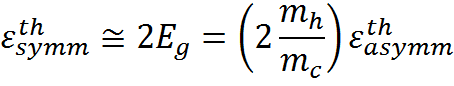 ε_symm^th ≅ 2E_g = (2 m_h/m_c) ε_asymm^th